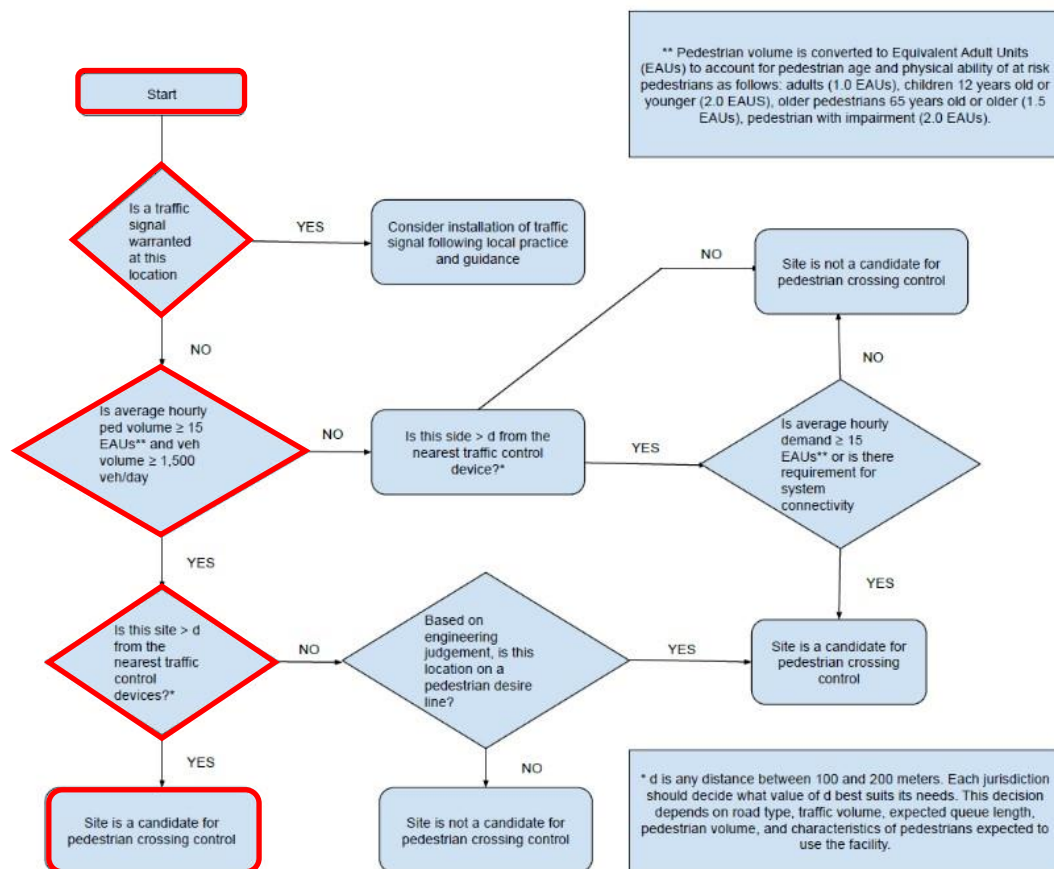 Start
** Pedestrian volume is converted to Equivalent Adult Units
(EAUs) to account for pedestrian age and physical ability of at risk
pedestrians as follows: adults (1.0 EAUs), children 12 years old or
younger (2.0 EAUS), older pedestrians 65 years old or older (1.5
EAUs), pedestrian with impairment (2.0 EAUs).
Is a traffic
signal
warranted
at this
location
YES
Consider installation of traffic
signal following local practice
and guidance
NO
Site is not a candidate for
pedestrian crossing control
NO
NO
Is average hourly
ped volume ≥ 15
EAUs** and veh
volume ≥ 1,500
veh/day
NO
Is this side > d from the
nearest traffic control
device?*
YES
Is average hourly
demand ≥ 15
EAUs** or is there
requirement for
system
connectivity
YES
YES
Is this site > d
from the
nearest traffic
control
devices?*
NO
Based on
engineering
judgement, is this
location on a
pedestrian desire
line?
YES
Site is a candidate for
pedestrian crossing
control
YES
NO
Site is a candidate for
pedestrian crossing control
Site is not a candidate for
pedestrian crossing control
* d is any distance between 100 and 200 meters. Each jurisdiction
should decide what value of d best suits its needs. This decision
depends on road type, traffic volume, expected queue length,
pedestrian volume, and characteristics of pedestrians expected to
use the facility.